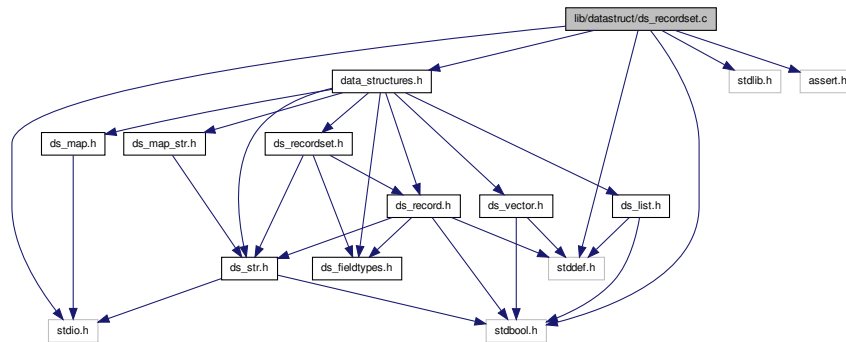 lib/datastruct/ds_recordset.c
data_structures.h
stdlib.h
assert.h
ds_map.h
ds_map_str.h
ds_recordset.h
ds_record.h
ds_vector.h
ds_list.h
ds_str.h
ds_fieldtypes.h
stddef.h
stdio.h
stdbool.h